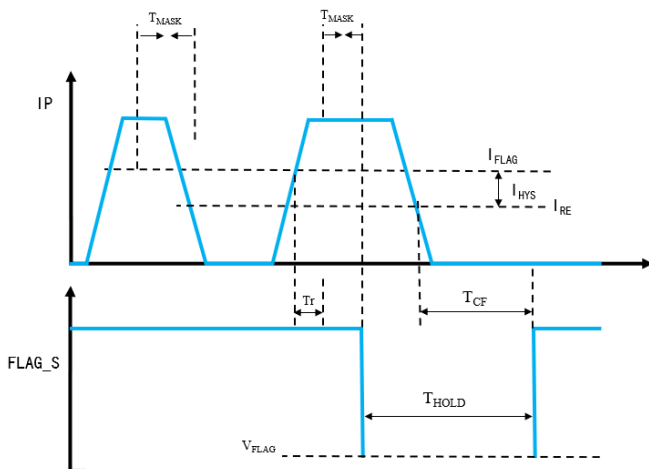 TMASK TMASK
IP
IFLAG
IHYS
IRE
Tr
TCF
FLAG_S
THOLD
VFLAG